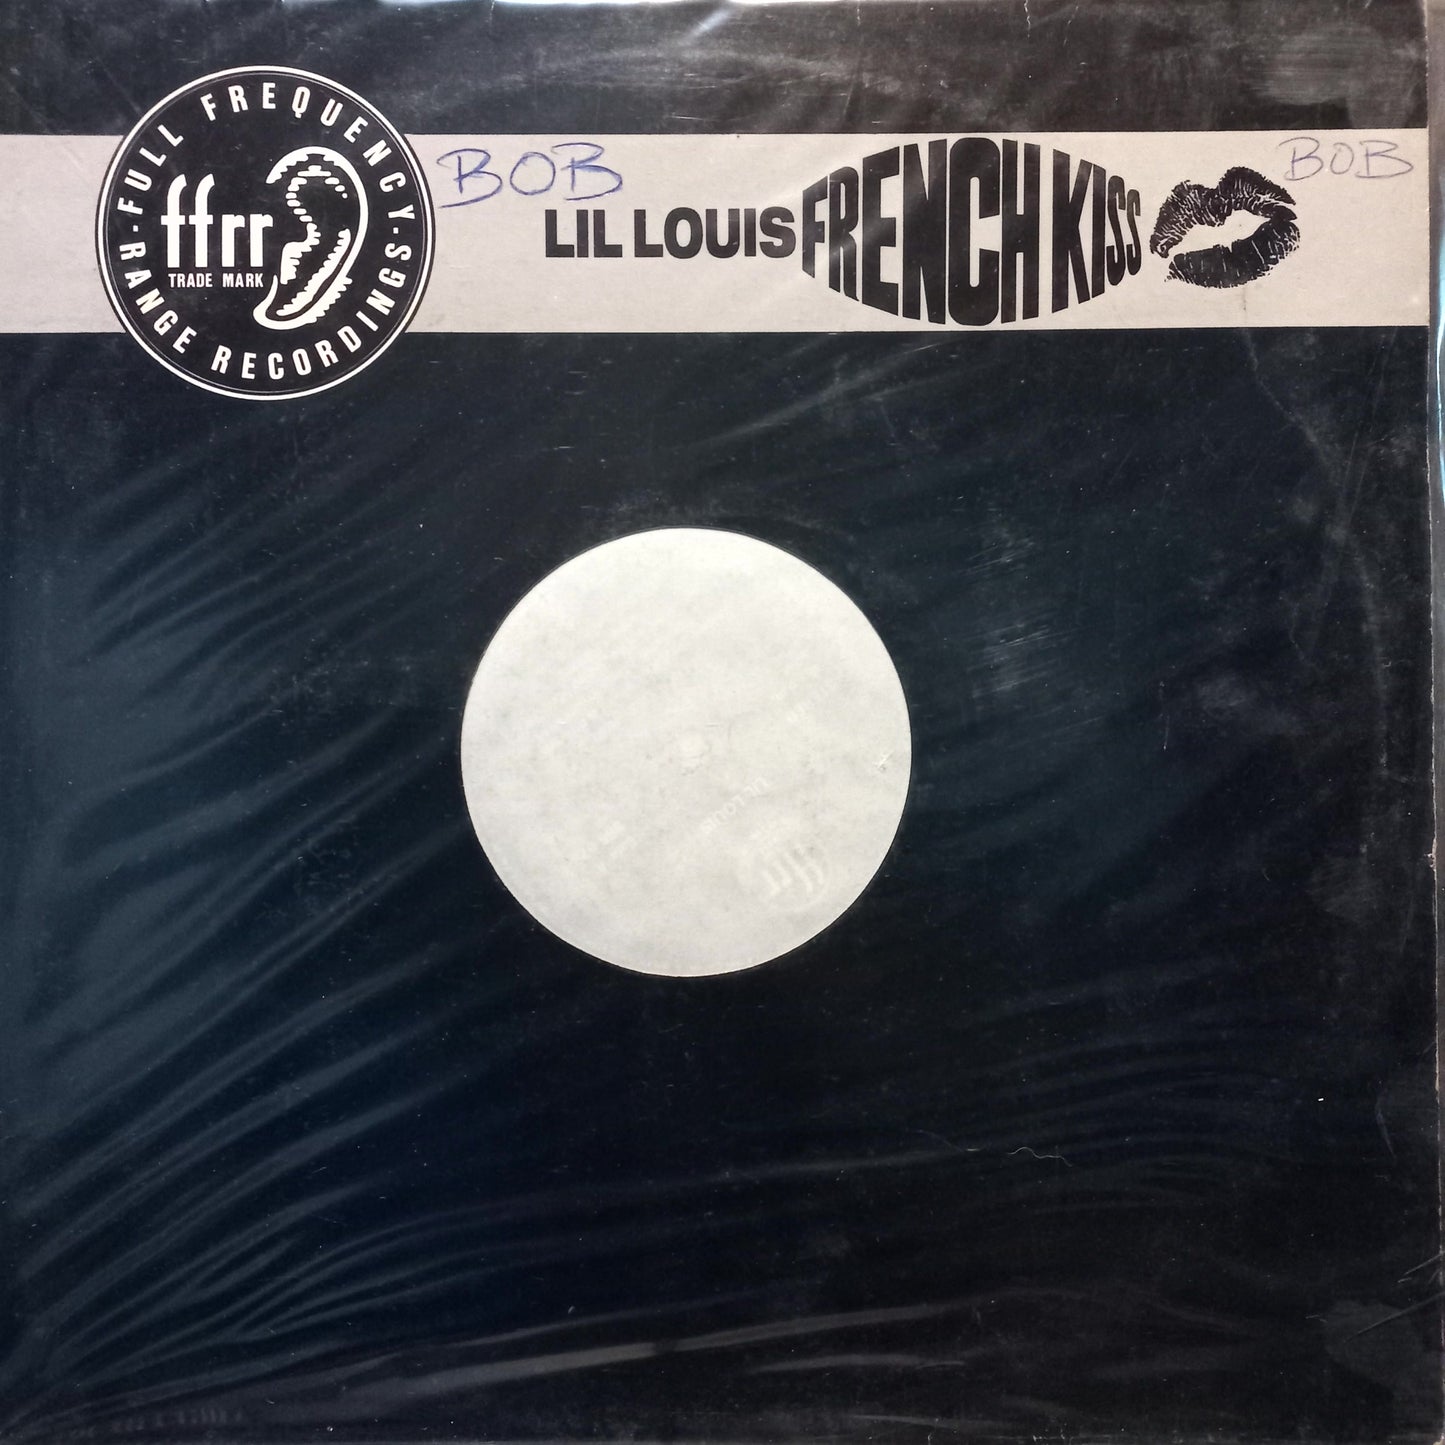 FULL FREQUENCY
ffrr
TRADE MARK
RANGE RECORDINGS
BOB
LIL LOUIS FRENCH KISS
BOB